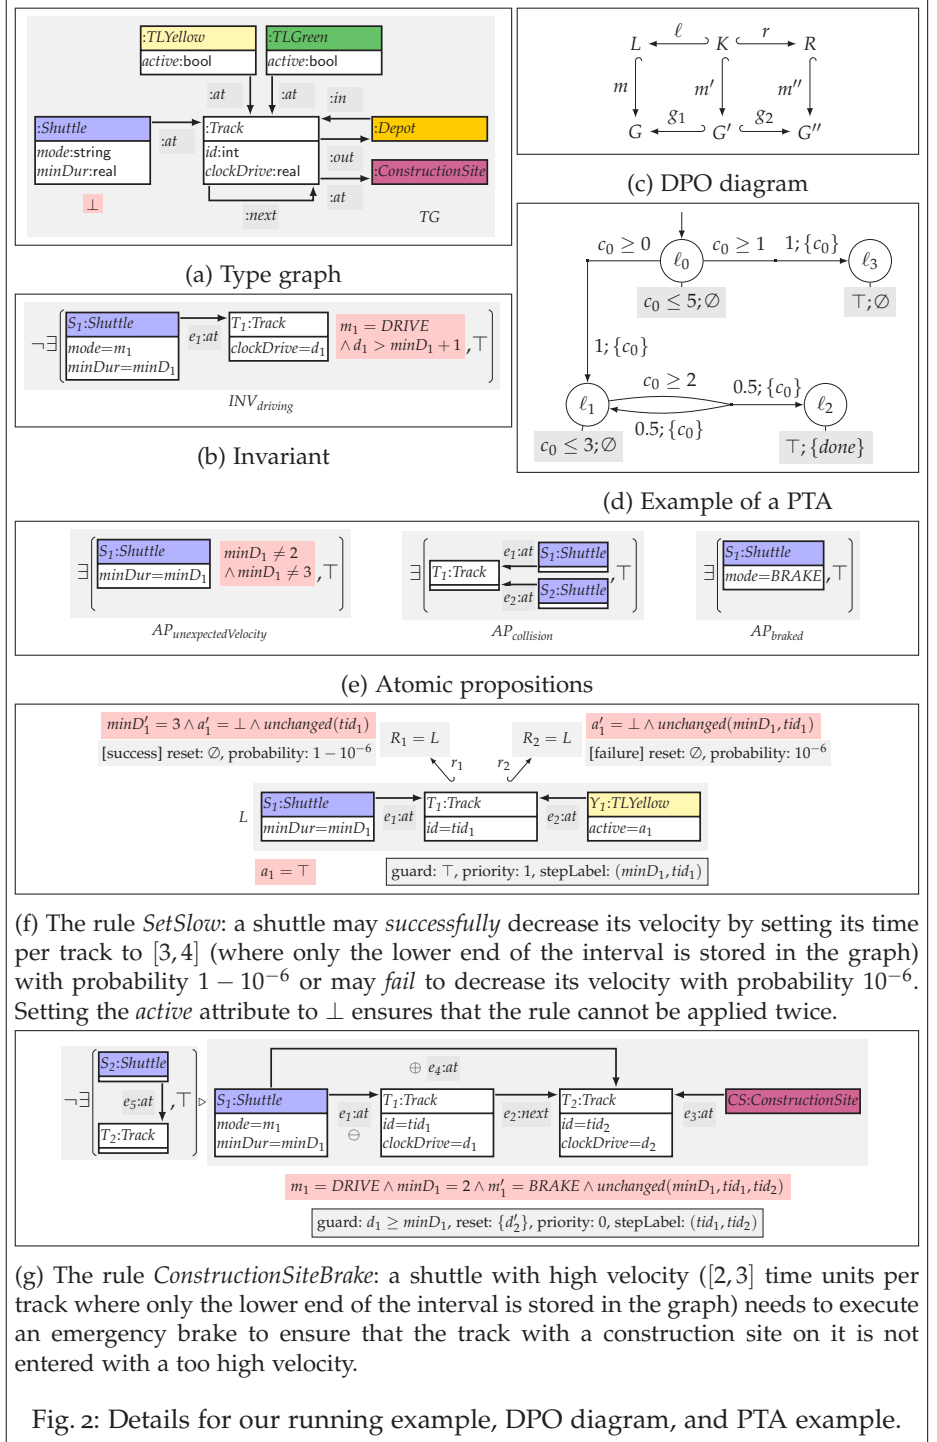 :TLYellow
active:bool
:TLGreen
active:bool
:at
:at
:in
:Shuttle
mode:string
minDur:real
:at
:Track
id:int
clockDrive:real
:Depot
:out
:ConstructionSite
:at
:next
⊥
TG
(a) Type graph
¬∃
S1:Shuttle
mode=m1
minDur=minD1
e1:at
T1:Track
clockDrive=d1
m1 = DRIVE
∧ d1 > minD1 + 1
, ⊤
INVdriving
(b) Invariant
L ℓ K r R
m m′ m″
G g1 G′ g2 G″
(c) DPO diagram
c0 ≥ 0 ℓ0 c0 ≥ 1 1; {c0} ℓ3
c0 ≤ 5; ∅ ⊤; ∅
1; {c0}
c0 ≥ 2
ℓ1 0.5; {c0} ℓ2
0.5; {c0}
c0 ≤ 3; ∅ ⊤; {done}
(d) Example of a PTA
∃
S1:Shuttle
minDur=minD1
minD1 ≠ 2
∧ minD1 ≠ 3
, ⊤
APunexpectedVelocity
∃
T1:Track
e1:at
S1:Shuttle
e2:at
S2:Shuttle
, ⊤
APcollision
∃
S1:Shuttle
mode=BRAKE
, ⊤
APbraked
(e) Atomic propositions
minD′1 = 3 ∧ a′1 = ⊥ ∧ unchanged(tid1)
[success] reset: ∅, probability: 1 − 10−6
R1 = L
r1
a′1 = ⊥ ∧ unchanged(minD1, tid1)
[failure] reset: ∅, probability: 10−6
R2 = L
r2
L
S1:Shuttle
minDur=minD1
e1:at
T1:Track
id=tid1
e2:at
Y1:TLYellow
active=a1
a1 = ⊤
guard: ⊤, priority: 1, stepLabel: (minD1, tid1)
(f) The rule SetSlow: a shuttle may successfully decrease its velocity by setting its time
per track to [3, 4] (where only the lower end of the interval is stored in the graph)
with probability 1 − 10−6 or may fail to decrease its velocity with probability 10−6.
Setting the active attribute to ⊥ ensures that the rule cannot be applied twice.
¬∃
S2:Shuttle
e5:at
T2:Track
, ⊤ ▷
⊕ e4:at
S1:Shuttle
mode=m1
minDur=minD1
e1:at
⊖
T1:Track
id=tid1
clockDrive=d1
e2:next
T2:Track
id=tid2
clockDrive=d2
e3:at
CS:ConstructionSite
m1 = DRIVE ∧ minD1 = 2 ∧ m′1 = BRAKE ∧ unchanged(minD1, tid1, tid2)
guard: d1 ≥ minD1, reset: {d′2}, priority: 0, stepLabel: (tid1, tid2)
(g) The rule ConstructionSiteBrake: a shuttle with high velocity ([2, 3] time units per
track where only the lower end of the interval is stored in the graph) needs to execute
an emergency brake to ensure that the track with a construction site on it is not
entered with a too high velocity.
Fig. 2: Details for our running example, DPO diagram, and PTA example.